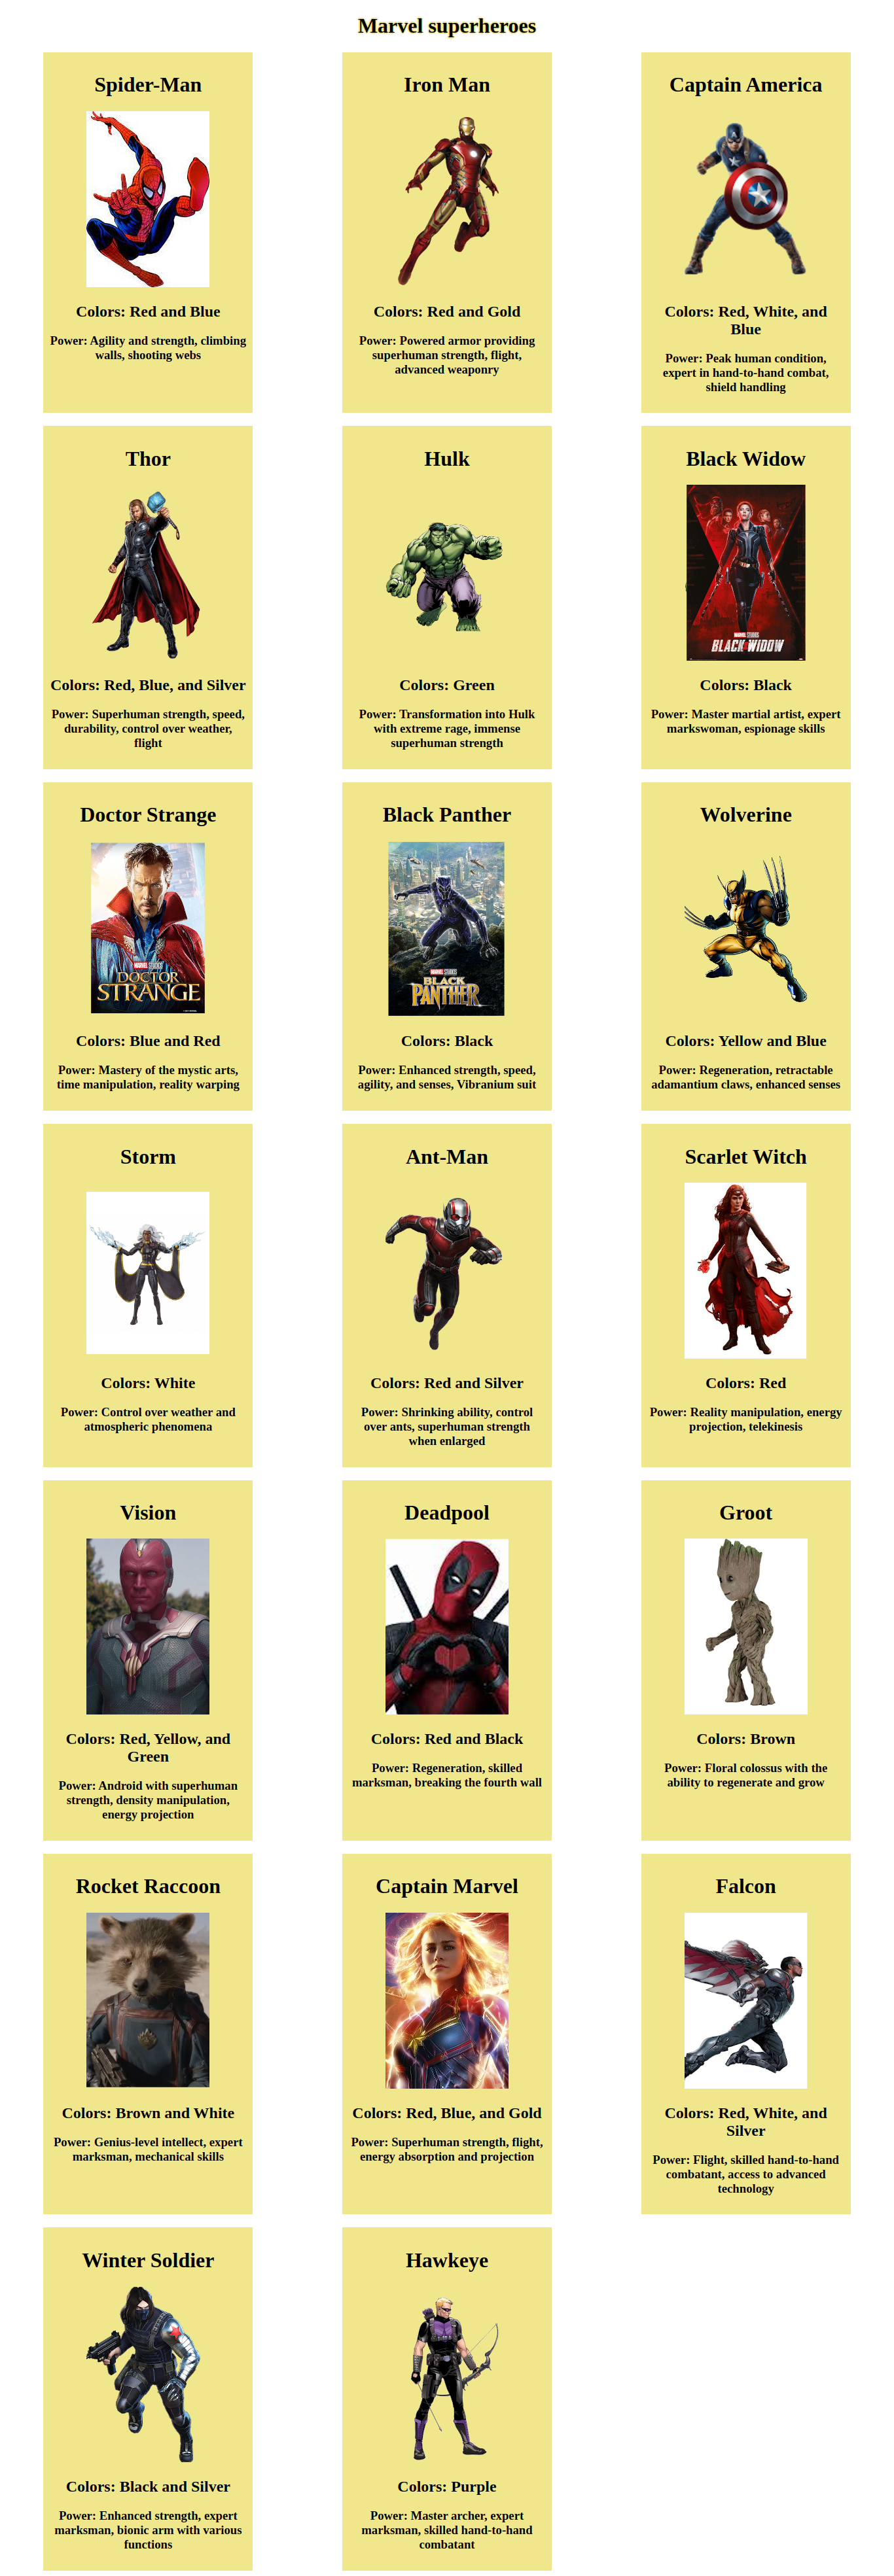 Marvel superheroes
Spider-Man
Colors: Red and Blue
Power: Agility and strength, climbing
walls, shooting webs
Iron Man
Colors: Red and Gold
Power: Powered armor providing
superhuman strength, flight,
advanced weaponry
Captain America
Colors: Red, White, and
Blue
Power: Peak human condition,
expert in hand-to-hand combat,
shield handling
Thor
Colors: Red, Blue, and Silver
Power: Superhuman strength, speed,
durability, control over weather,
flight
Hulk
Colors: Green
Power: Transformation into Hulk
with extreme rage, immense
superhuman strength
Black Widow
MARVEL STUDIOS
BLACK WIDOW
Colors: Black
Power: Master martial artist, expert
markswoman, espionage skills
Doctor Strange
MARVEL STUDIOS
DOCTOR
STRANGE
Colors: Blue and Red
Power: Mastery of the mystic arts,
time manipulation, reality warping
Black Panther
MARVEL STUDIOS
BLACK
PANTHER
Colors: Black
Power: Enhanced strength, speed,
agility, and senses, Vibranium suit
Wolverine
Colors: Yellow and Blue
Power: Regeneration, retractable
adamantium claws, enhanced senses
Storm
Colors: White
Power: Control over weather and
atmospheric phenomena
Ant-Man
Colors: Red and Silver
Power: Shrinking ability, control
over ants, superhuman strength
when enlarged
Scarlet Witch
Colors: Red
Power: Reality manipulation, energy
projection, telekinesis
Vision
Colors: Red, Yellow, and
Green
Power: Android with superhuman
strength, density manipulation,
energy projection
Deadpool
Colors: Red and Black
Power: Regeneration, skilled
marksman, breaking the fourth wall
Groot
Colors: Brown
Power: Floral colossus with the
ability to regenerate and grow
Rocket Raccoon
Colors: Brown and White
Power: Genius-level intellect, expert
marksman, mechanical skills
Captain Marvel
Colors: Red, Blue, and Gold
Power: Superhuman strength, flight,
energy absorption and projection
Falcon
Colors: Red, White, and
Silver
Power: Flight, skilled hand-to-hand
combatant, access to advanced
technology
Winter Soldier
Colors: Black and Silver
Power: Enhanced strength, expert
marksman, bionic arm with various
functions
Hawkeye
Colors: Purple
Power: Master archer, expert
marksman, skilled hand-to-hand
combatant